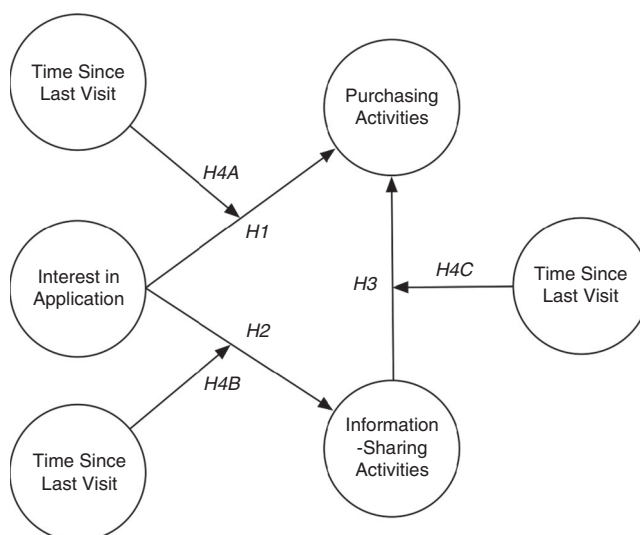 Time Since
Last Visit
Purchasing
Activities
H4A
H1
Interest in
Application
H3
H4C
Time Since
Last Visit
H2
H4B
Time Since
Last Visit
Information
-Sharing
Activities